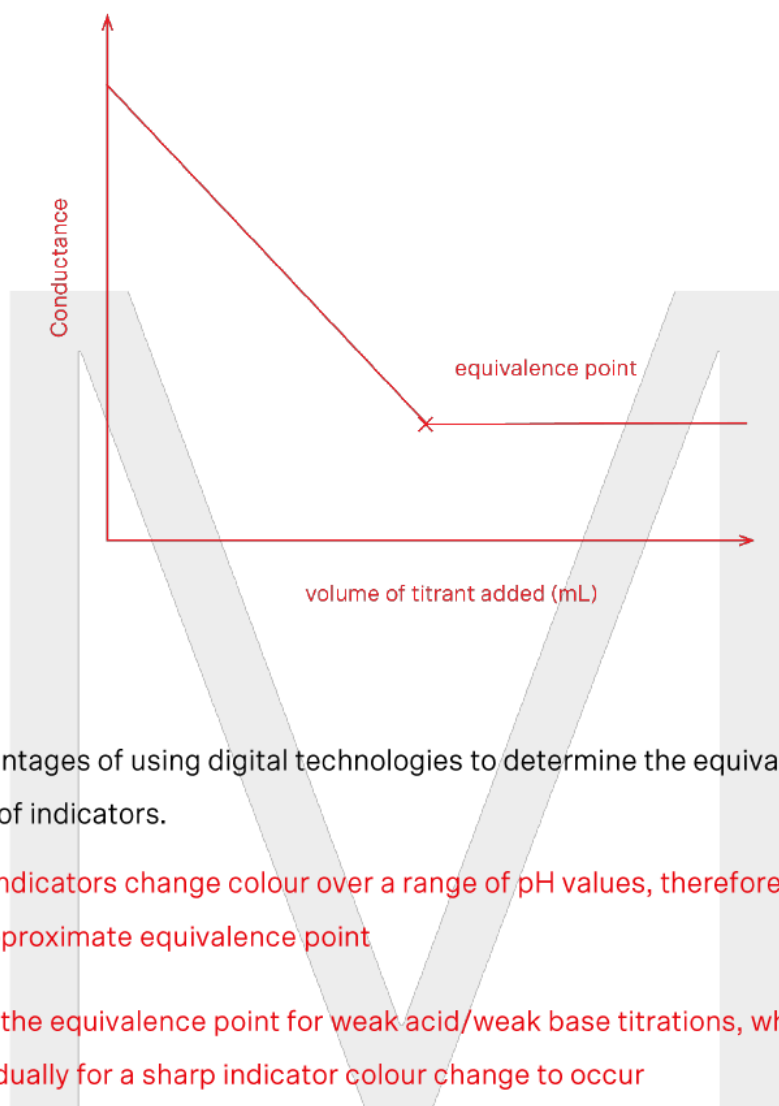 Conductance
equivalence point
volume of titrant added (mL)
ntages of using digital technologies to determine the equiva
of indicators.
ndicators change colour over a range of pH values, therefore
proximate equivalence point
the equivalence point for weak acid/weak base titrations, wh
dually for a sharp indicator colour change to occur